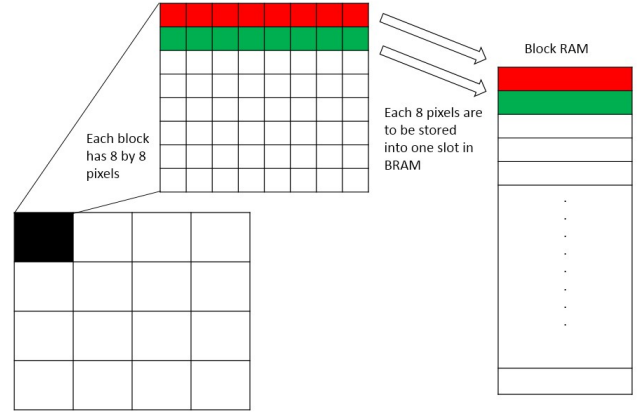 Block RAM
Each 8 pixels are
to be stored
into one slot in
BRAM
Each block
has 8 by 8
pixels